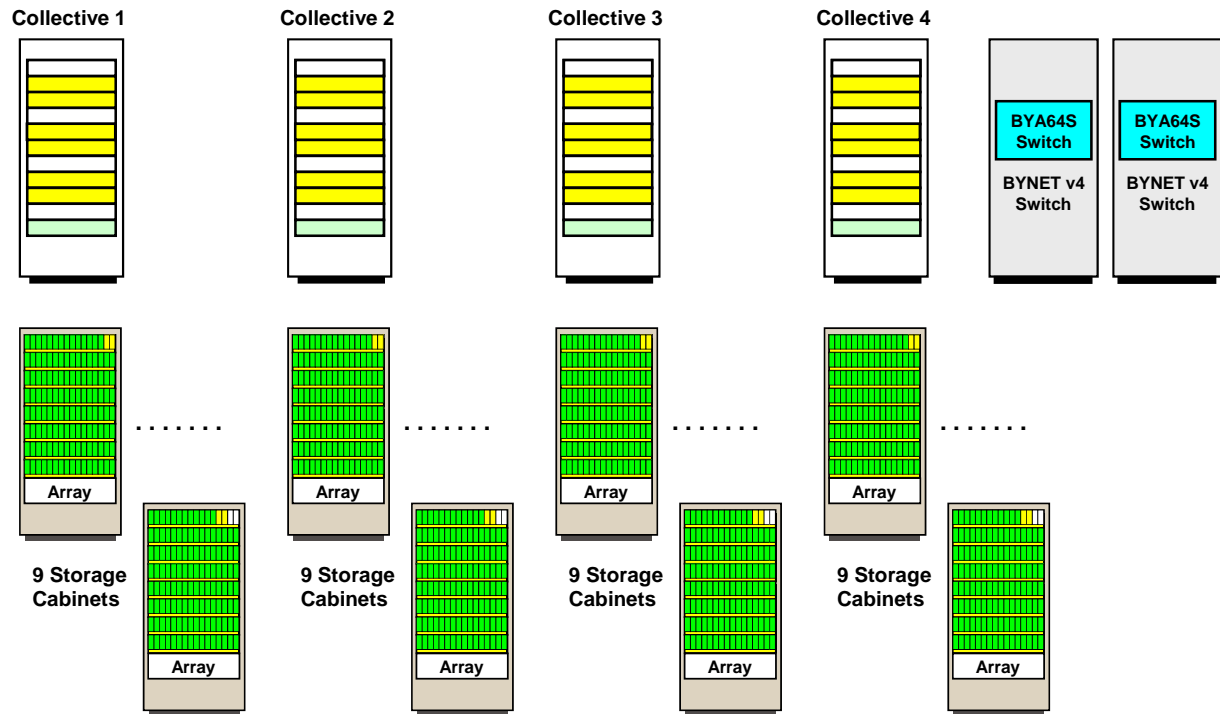 Collective 1
Collective 2
Collective 3
Collective 4
BYA64S
Switch
BYNET v4
Switch
BYA64S
Switch
BYNET v4
Switch
. . . . . . .
. . . . . . .
. . . . . . .
. . . . . . .
Array
Array
Array
Array
9 Storage
Cabinets
9 Storage
Cabinets
9 Storage
Cabinets
9 Storage
Cabinets
Array
Array
Array
Array